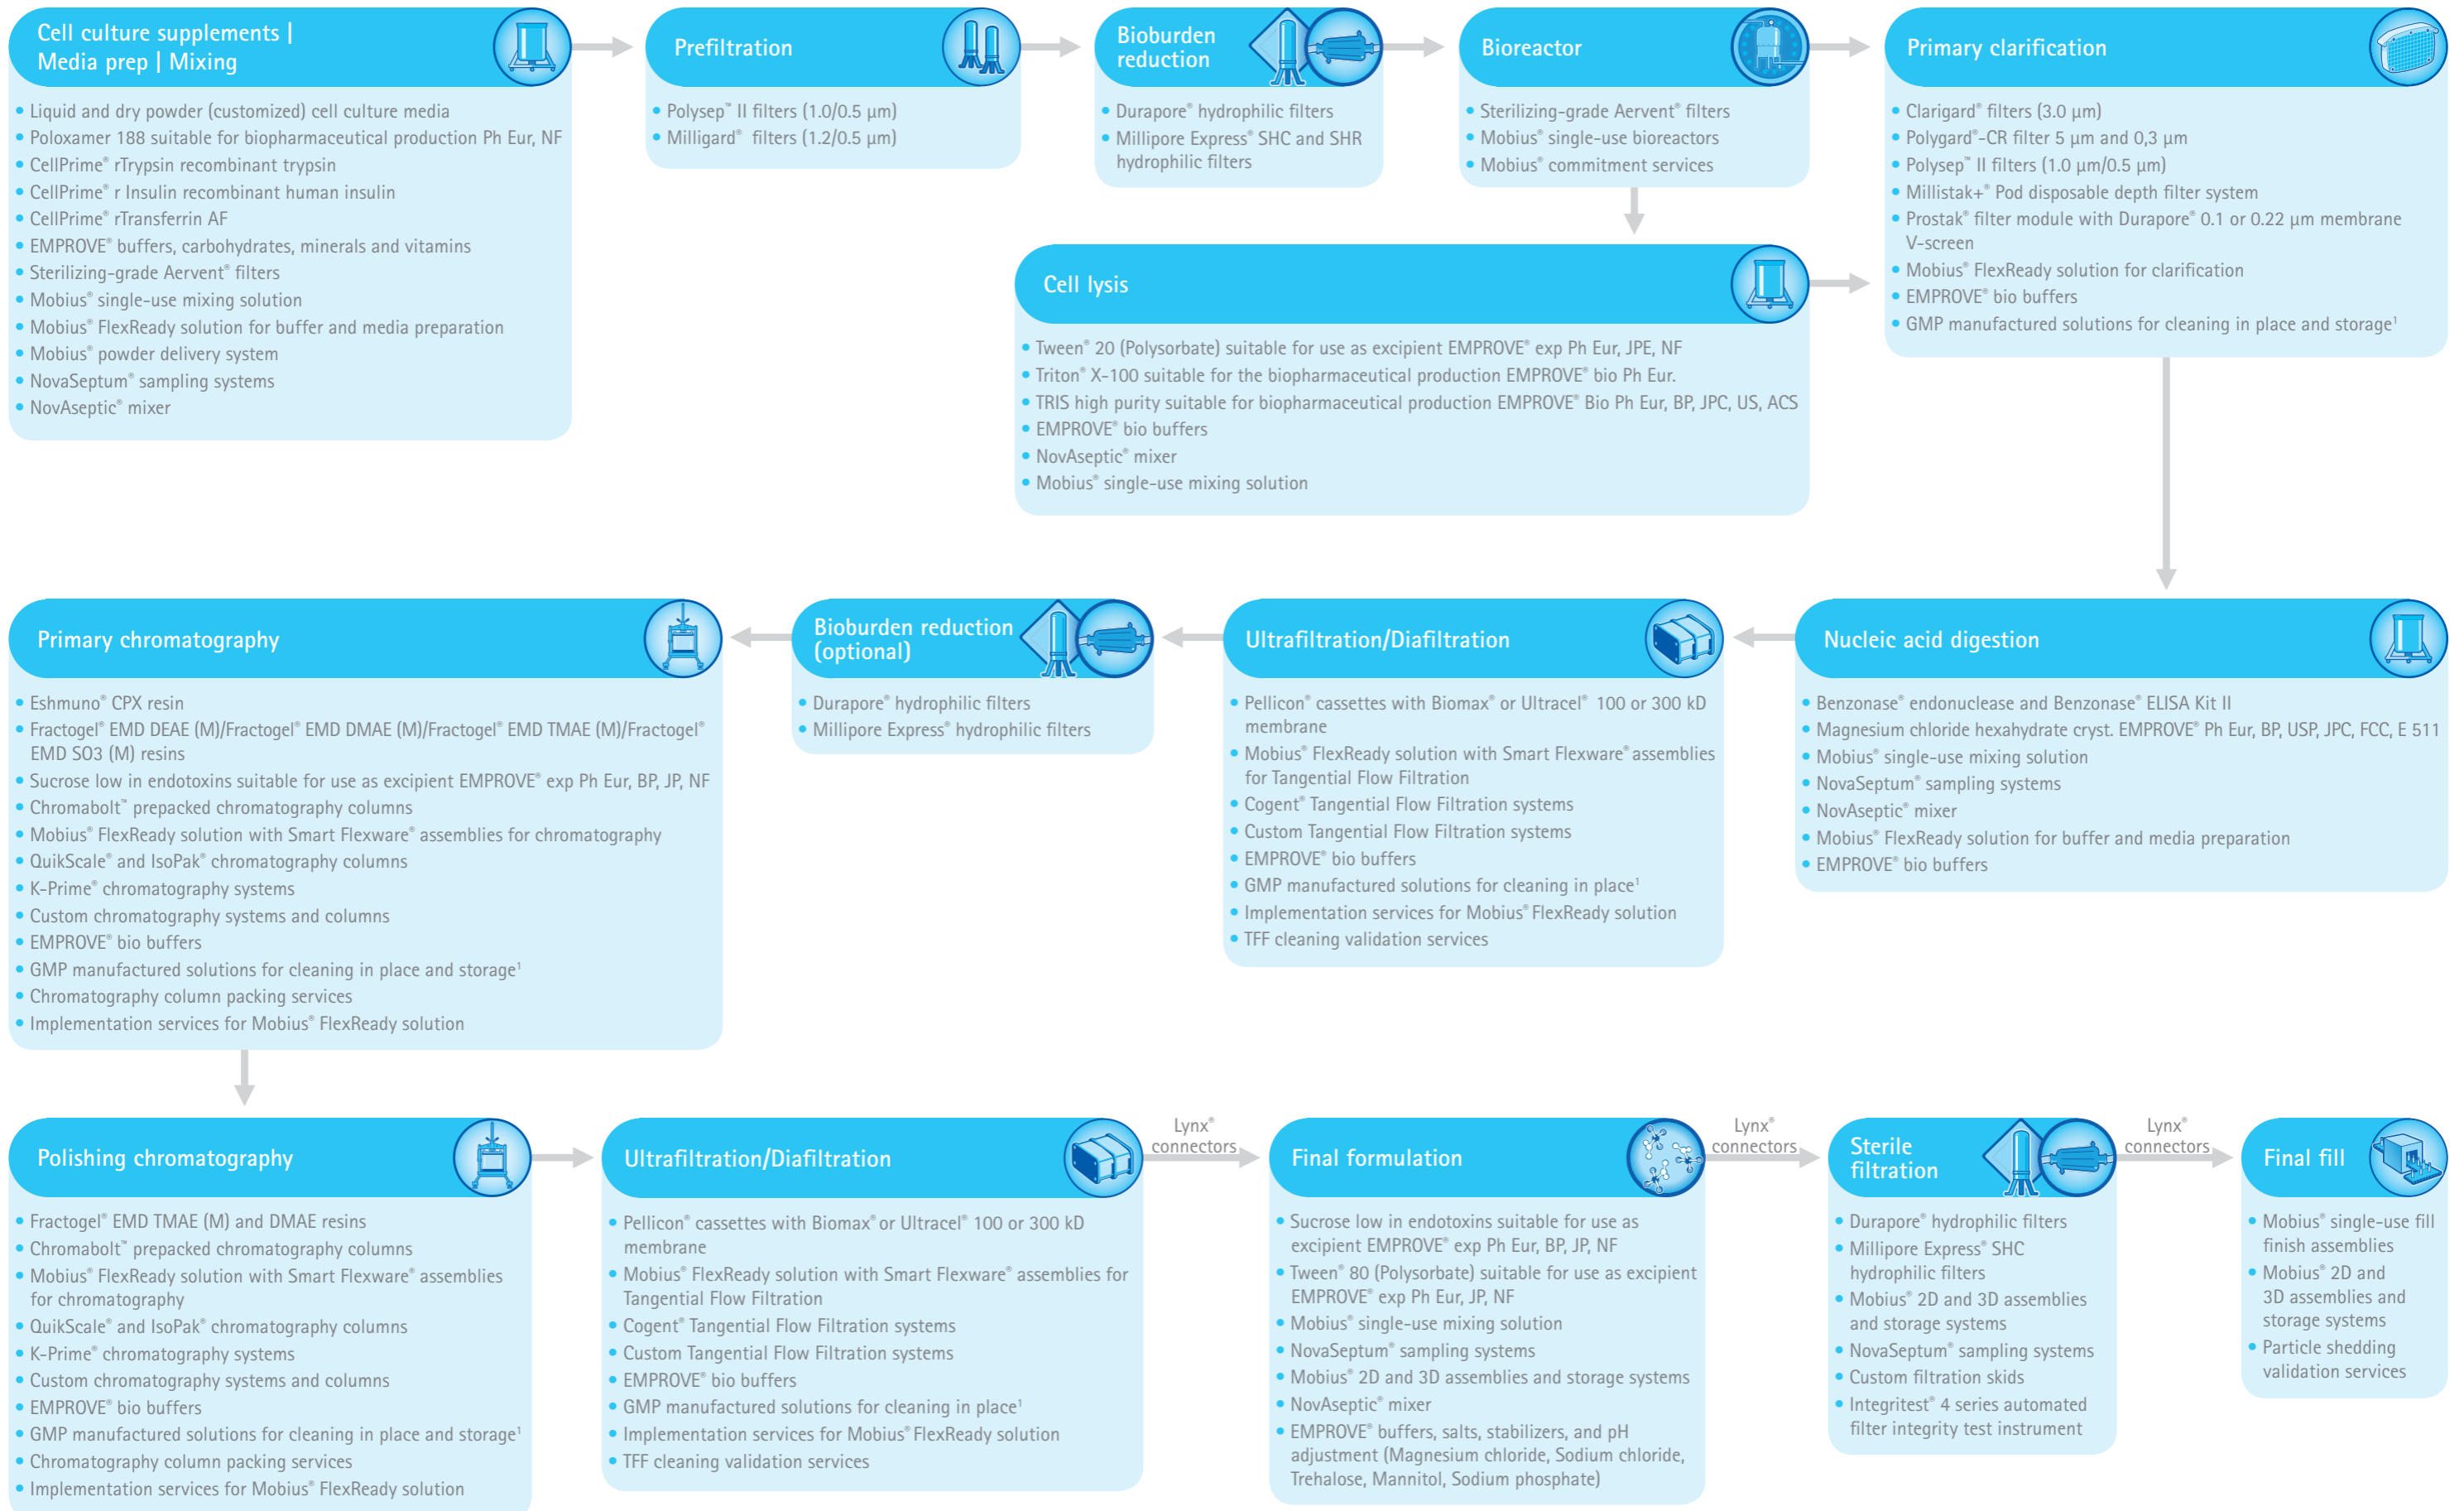 Cell culture supplements |
Media prep | Mixing
• Liquid and dry powder (customized) cell culture media
• Poloxamer 188 suitable for biopharmaceutical production Ph Eur, NF
• CellPrime® rTrypsin recombinant trypsin
• CellPrime® r Insulin recombinant human insulin
• CellPrime® rTransferrin AF
• EMPROVE® buffers, carbohydrates, minerals and vitamins
• Sterilizing-grade Aervent® filters
• Mobius® single-use mixing solution
• Mobius® FlexReady solution for buffer and media preparation
• Mobius® powder delivery system
• NovaSeptum® sampling systems
• NovAseptic® mixer
Prefiltration
• Polysep™ II filters (1.0/0.5 µm)
• Milligard® filters (1.2/0.5 µm)
Bioburden
reduction
• Durapore® hydrophilic filters
• Millipore Express® SHC and SHR
hydrophilic filters
Bioreactor
• Sterilizing-grade Aervent® filters
• Mobius® single-use bioreactors
• Mobius® commitment services
Primary clarification
• Clarigard® filters (3.0 µm)
• Polygard®-CR filter 5 µm and 0,3 µm
• Polysep™ II filters (1.0 µm/0.5 µm)
• Millistak+® Pod disposable depth filter system
• Prostak® filter module with Durapore® 0.1 or 0.22 µm membrane
V-screen
• Mobius® FlexReady solution for clarification
• EMPROVE® bio buffers
• GMP manufactured solutions for cleaning in place and storage¹
Cell lysis
• Tween® 20 (Polysorbate) suitable for use as excipient EMPROVE® exp Ph Eur, JPE, NF
• Triton® X-100 suitable for the biopharmaceutical production EMPROVE® bio Ph Eur.
• TRIS high purity suitable for biopharmaceutical production EMPROVE® Bio Ph Eur, BP, JPC, US, ACS
• EMPROVE® bio buffers
• NovAseptic® mixer
• Mobius® single-use mixing solution
Primary chromatography
• Eshmuno® CPX resin
• Fractogel® EMD DEAE (M)/Fractogel® EMD DMAE (M)/Fractogel® EMD TMAE (M)/Fractogel®
EMD SO3 (M) resins
• Sucrose low in endotoxins suitable for use as excipient EMPROVE® exp Ph Eur, BP, JP, NF
• Chromabolt™ prepacked chromatography columns
• Mobius® FlexReady solution with Smart Flexware® assemblies for chromatography
• QuikScale® and IsoPak® chromatography columns
• K-Prime® chromatography systems
• Custom chromatography systems and columns
• EMPROVE® bio buffers
• GMP manufactured solutions for cleaning in place and storage¹
• Chromatography column packing services
• Implementation services for Mobius® FlexReady solution
Bioburden reduction
(optional)
• Durapore® hydrophilic filters
• Millipore Express® hydrophilic filters
Ultrafiltration/Diafiltration
• Pellicon® cassettes with Biomax® or Ultracel® 100 or 300 kD
membrane
• Mobius® FlexReady solution with Smart Flexware® assemblies
for Tangential Flow Filtration
• Cogent® Tangential Flow Filtration systems
• Custom Tangential Flow Filtration systems
• EMPROVE® bio buffers
• GMP manufactured solutions for cleaning in place¹
• Implementation services for Mobius® FlexReady solution
• TFF cleaning validation services
Nucleic acid digestion
• Benzonase® endonuclease and Benzonase® ELISA Kit II
• Magnesium chloride hexahydrate cryst. EMPROVE® Ph Eur, BP, USP, JPC, FCC, E 511
• Mobius® single-use mixing solution
• NovaSeptum® sampling systems
• NovAseptic® mixer
• Mobius® FlexReady solution for buffer and media preparation
• EMPROVE® bio buffers
Polishing chromatography
• Fractogel® EMD TMAE (M) and DMAE resins
• Chromabolt™ prepacked chromatography columns
• Mobius® FlexReady solution with Smart Flexware® assemblies
for chromatography
• QuikScale® and IsoPak® chromatography columns
• K-Prime® chromatography systems
• Custom chromatography systems and columns
• EMPROVE® bio buffers
• GMP manufactured solutions for cleaning in place and storage¹
• Chromatography column packing services
• Implementation services for Mobius® FlexReady solution
Ultrafiltration/Diafiltration
• Pellicon® cassettes with Biomax® or Ultracel® 100 or 300 kD
membrane
• Mobius® FlexReady solution with Smart Flexware® assemblies for
Tangential Flow Filtration
• Cogent® Tangential Flow Filtration systems
• Custom Tangential Flow Filtration systems
• EMPROVE® bio buffers
• GMP manufactured solutions for cleaning in place¹
• Implementation services for Mobius® FlexReady solution
• TFF cleaning validation services
Lynx®
connectors
Final formulation
• Sucrose low in endotoxins suitable for use as
excipient EMPROVE® exp Ph Eur, BP, JP, NF
• Tween® 80 (Polysorbate) suitable for use as excipient
EMPROVE® exp Ph Eur, JP, NF
• Mobius® single-use mixing solution
• NovaSeptum® sampling systems
• Mobius® 2D and 3D assemblies and storage systems
• NovAseptic® mixer
• EMPROVE® buffers, salts, stabilizers, and pH
adjustment (Magnesium chloride, Sodium chloride,
Trehalose, Mannitol, Sodium phosphate)
Lynx®
connectors
Sterile
filtration
• Durapore® hydrophilic filters
• Millipore Express® SHC
hydrophilic filters
• Mobius® 2D and 3D assemblies
and storage systems
• NovaSeptum® sampling systems
• Custom filtration skids
• Integritest® 4 series automated
filter integrity test instrument
Lynx®
connectors
Final fill
• Mobius® single-use fill
finish assemblies
• Mobius® 2D and
3D assemblies and
storage systems
• Particle shedding
validation services